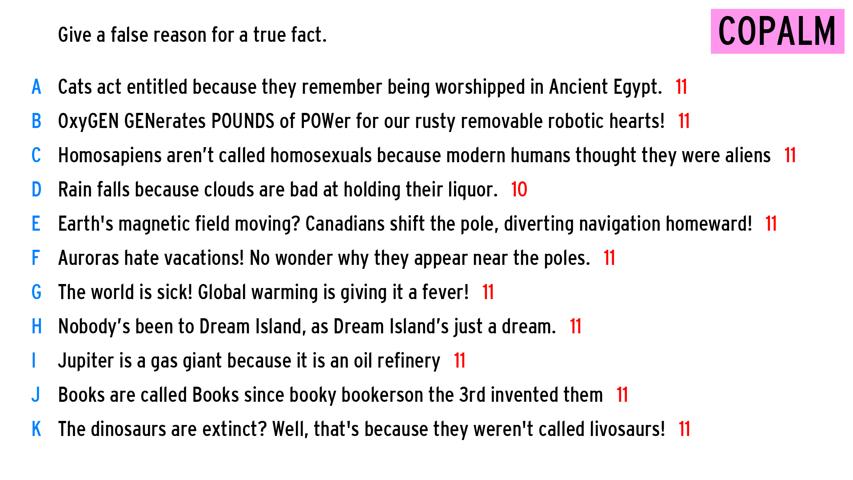 Give a false reason for a true fact.
COPALM
A Cats act entitled because they remember being worshipped in Ancient Egypt. 11
B OxyGEN GENerates POUNDS of POWer for our rusty removable robotic hearts! 11
C Homosapiens aren't called homosexuals because modern humans thought they were aliens 11
D Rain falls because clouds are bad at holding their liquor. 10
E Earth's magnetic field moving? Canadians shift the pole, diverting navigation homeward! 11
F Auroras hate vacations! No wonder why they appear near the poles. 11
G The world is sick! Global warming is giving it a fever! 11
H Nobody's been to Dream Island, as Dream Island's just a dream. 11
I Jupiter is a gas giant because it is an oil refinery 11
J Books are called Books since booky bookerson the 3rd invented them 11
K The dinosaurs are extinct? Well, that's because they weren't called livosaurs! 11